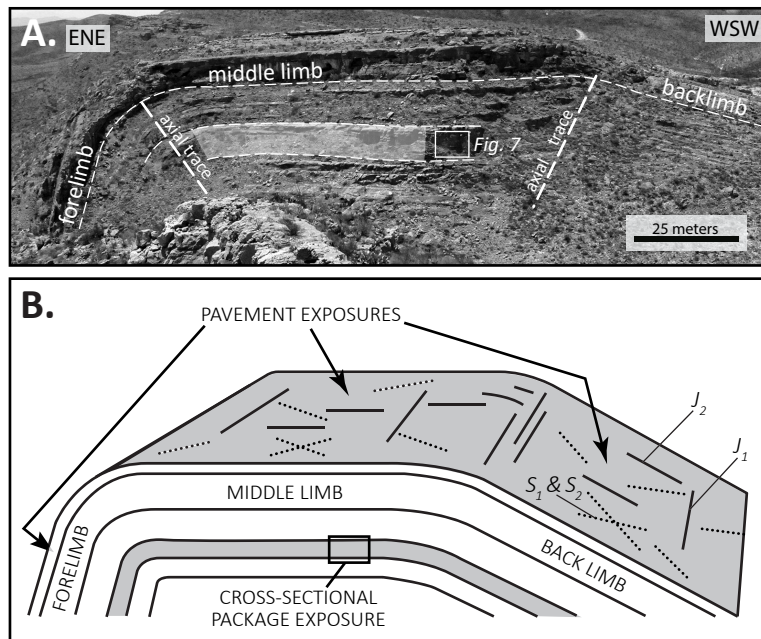 A.
ENE
WSW
middle limb
backlimb
forelimb
axial trace
axial trace
Fig. 7
25 meters
B.
PAVEMENT EXPOSURES
J2
J1
S1 & S2
MIDDLE LIMB
FORELIMB
BACK LIMB
CROSS-SECTIONAL
PACKAGE EXPOSURE